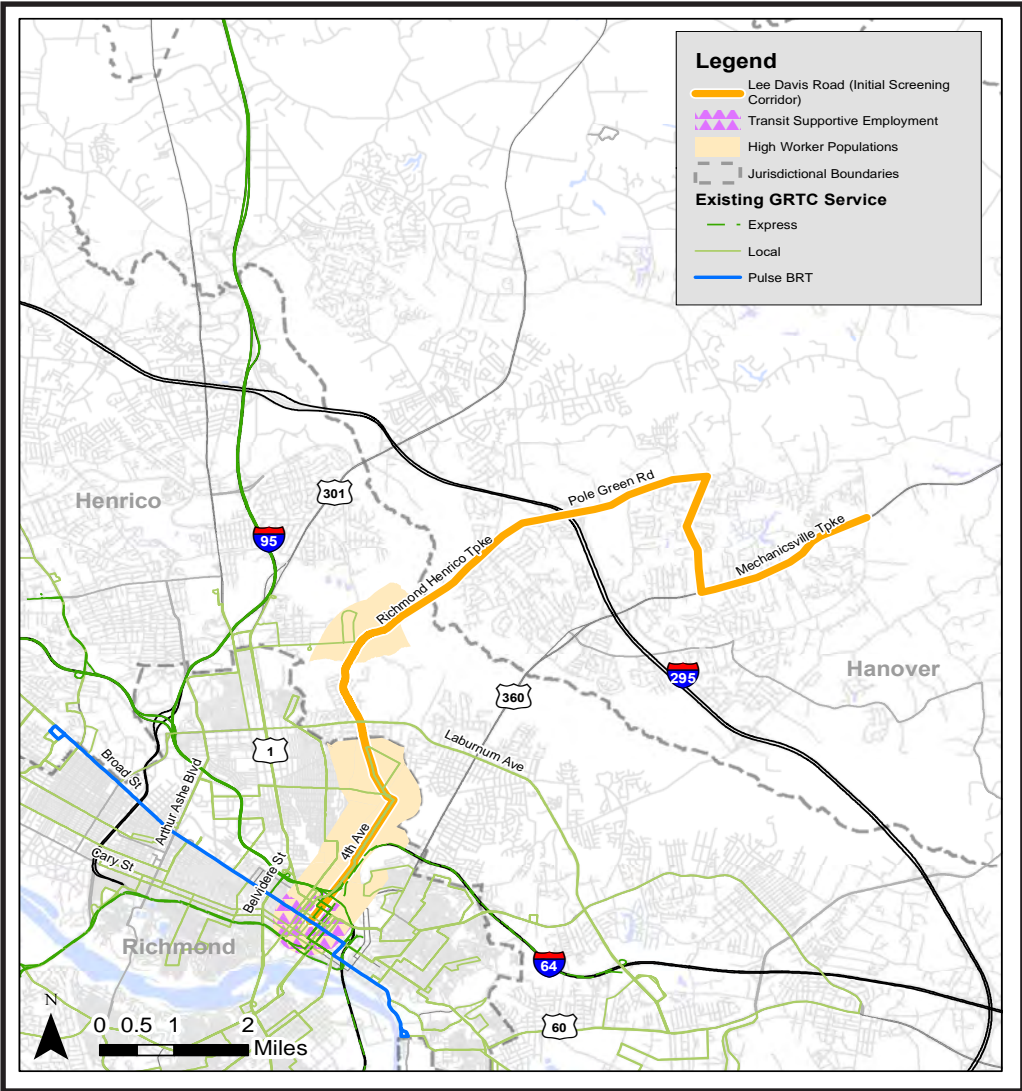 Legend
Lee Davis Road (Initial Screening
Corridor)
Transit Supportive Employment
High Worker Populations
Jurisdictional Boundaries
Existing GRTC Service
Express
Local
Pulse BRT
Pole Green Rd
Henrico
301
95
Richmond Henrico Tpke
Mechanicsville Tpke
Hanover
295
360
1
Laburnum Ave
Broad St
Arthur Ashe Blvd
4th Ave
Cary St
Belvidere St
Richmond
64
60
N
0 0.5 1 2
Miles